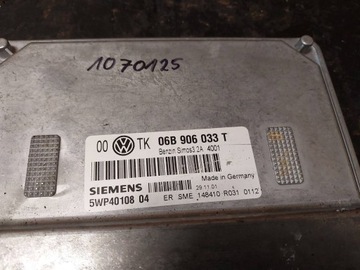 1070125
00 TK 06B 906 033 T
Benzin Simos3.2A 4001
SIEMENS 29.11.01 Made in Germany
5WP40108 04 ER SME 148410 R031 0112